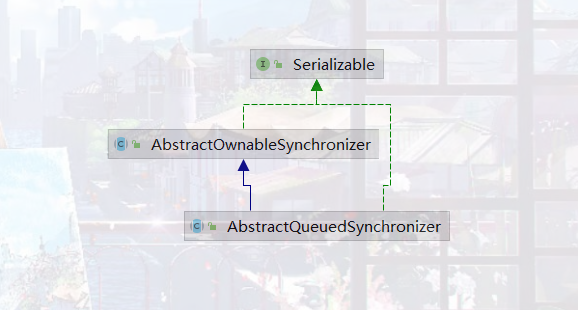 I Serializable
C AbstractOwnableSynchronizer
C AbstractQueuedSynchronizer